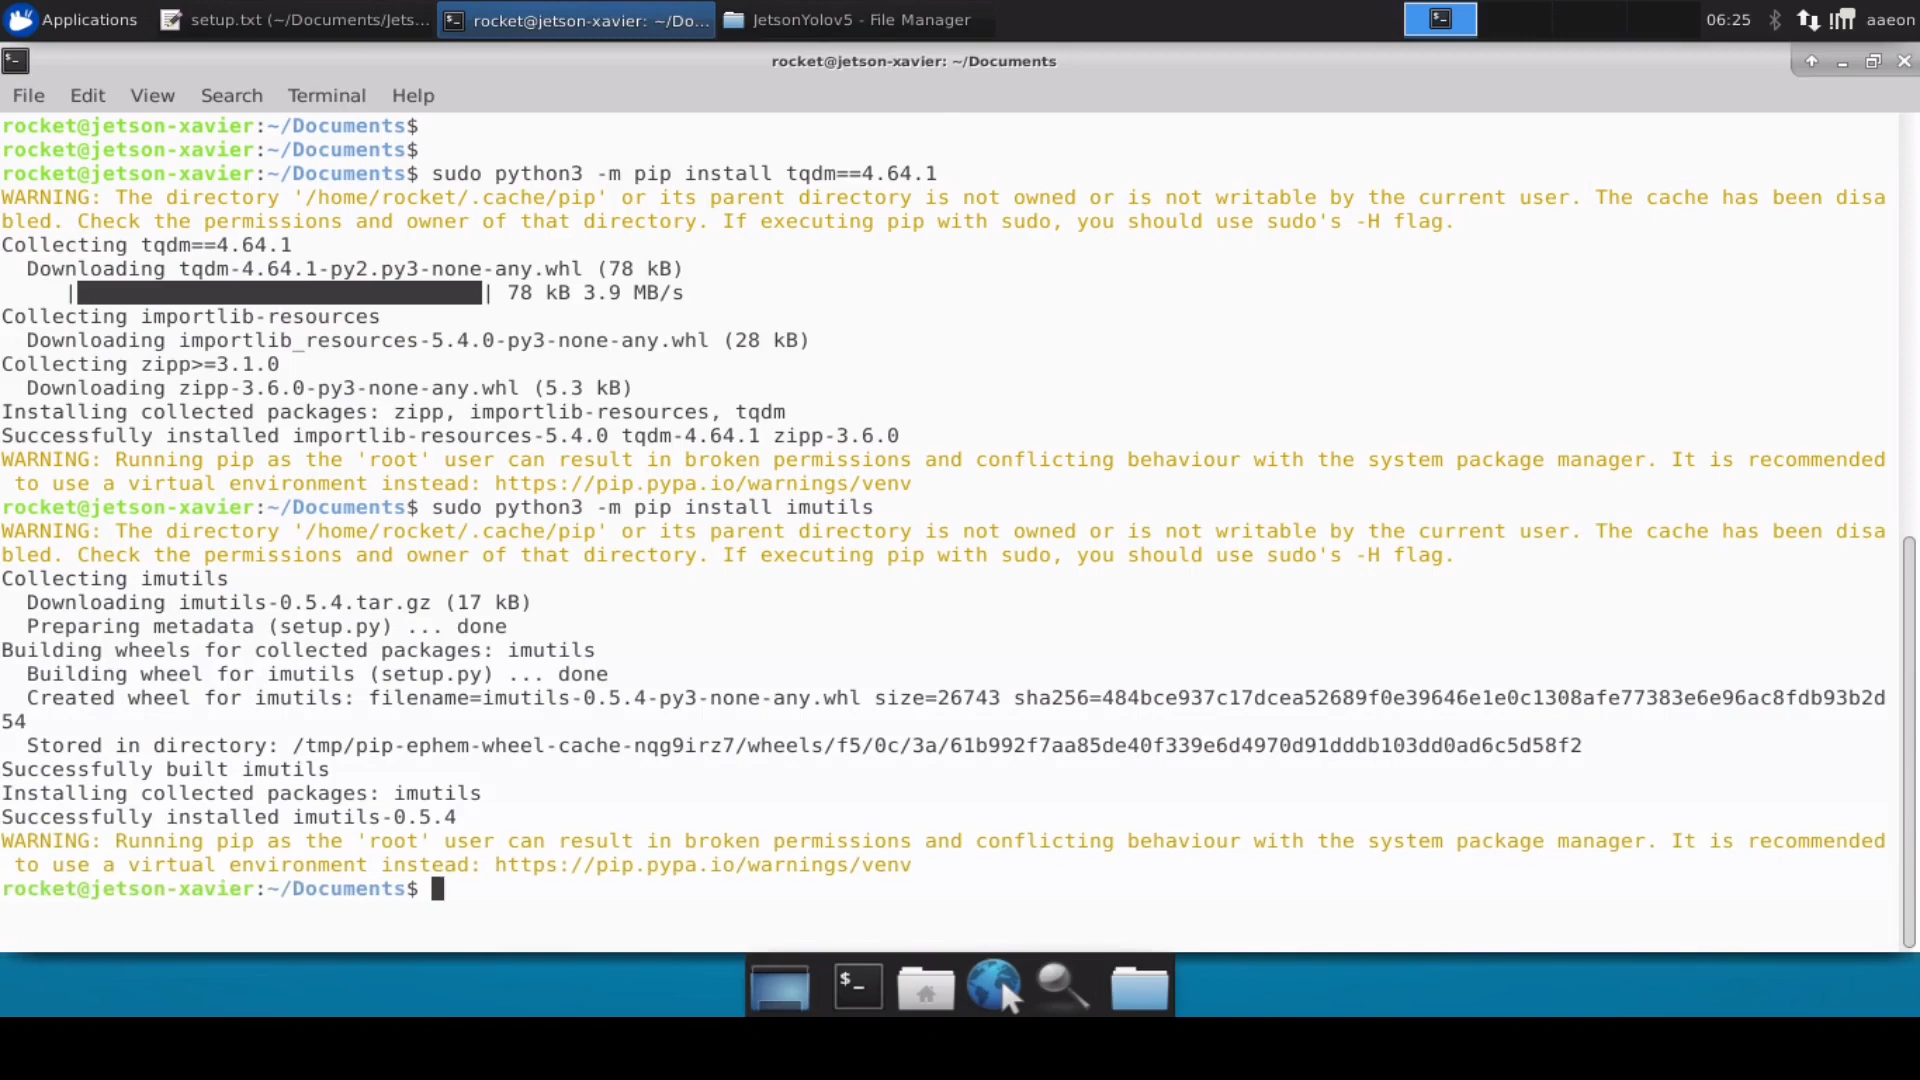 Applications setup.txt (~/Documents/Jets... rocket@jetson-xavier: ~/Do... JetsonYolov5 - File Manager 06:25 aaeon
rocket@jetson-xavier: ~/Documents
File Edit View Search Terminal Help
rocket@jetson-xavier:~/Documents$
rocket@jetson-xavier:~/Documents$
rocket@jetson-xavier:~/Documents$ sudo python3 -m pip install tqdm==4.64.1
WARNING: The directory '/home/rocket/.cache/pip' or its parent directory is not owned or is not writable by the current user. The cache has been disa
bled. Check the permissions and owner of that directory. If executing pip with sudo, you should use sudo's -H flag.
Collecting tqdm==4.64.1
  Downloading tqdm-4.64.1-py2.py3-none-any.whl (78 kB)
| | 78 kB 3.9 MB/s
Collecting importlib-resources
  Downloading importlib_resources-5.4.0-py3-none-any.whl (28 kB)
Collecting zipp>=3.1.0
  Downloading zipp-3.6.0-py3-none-any.whl (5.3 kB)
Installing collected packages: zipp, importlib-resources, tqdm
Successfully installed importlib-resources-5.4.0 tqdm-4.64.1 zipp-3.6.0
WARNING: Running pip as the 'root' user can result in broken permissions and conflicting behaviour with the system package manager. It is recommended
 to use a virtual environment instead: https://pip.pypa.io/warnings/venv
rocket@jetson-xavier:~/Documents$ sudo python3 -m pip install imutils
WARNING: The directory '/home/rocket/.cache/pip' or its parent directory is not owned or is not writable by the current user. The cache has been disa
bled. Check the permissions and owner of that directory. If executing pip with sudo, you should use sudo's -H flag.
Collecting imutils
  Downloading imutils-0.5.4.tar.gz (17 kB)
  Preparing metadata (setup.py) ... done
Building wheels for collected packages: imutils
  Building wheel for imutils (setup.py) ... done
  Created wheel for imutils: filename=imutils-0.5.4-py3-none-any.whl size=26743 sha256=484bce937c17dcea52689f0e39646e1e0c1308afe77383e6e96ac8fdb93b2d
54
  Stored in directory: /tmp/pip-ephem-wheel-cache-nqg9irz7/wheels/f5/0c/3a/61b992f7aa85de40f339e6d4970d91dddb103dd0ad6c5d58f2
Successfully built imutils
Installing collected packages: imutils
Successfully installed imutils-0.5.4
WARNING: Running pip as the 'root' user can result in broken permissions and conflicting behaviour with the system package manager. It is recommended
 to use a virtual environment instead: https://pip.pypa.io/warnings/venv
rocket@jetson-xavier:~/Documents$